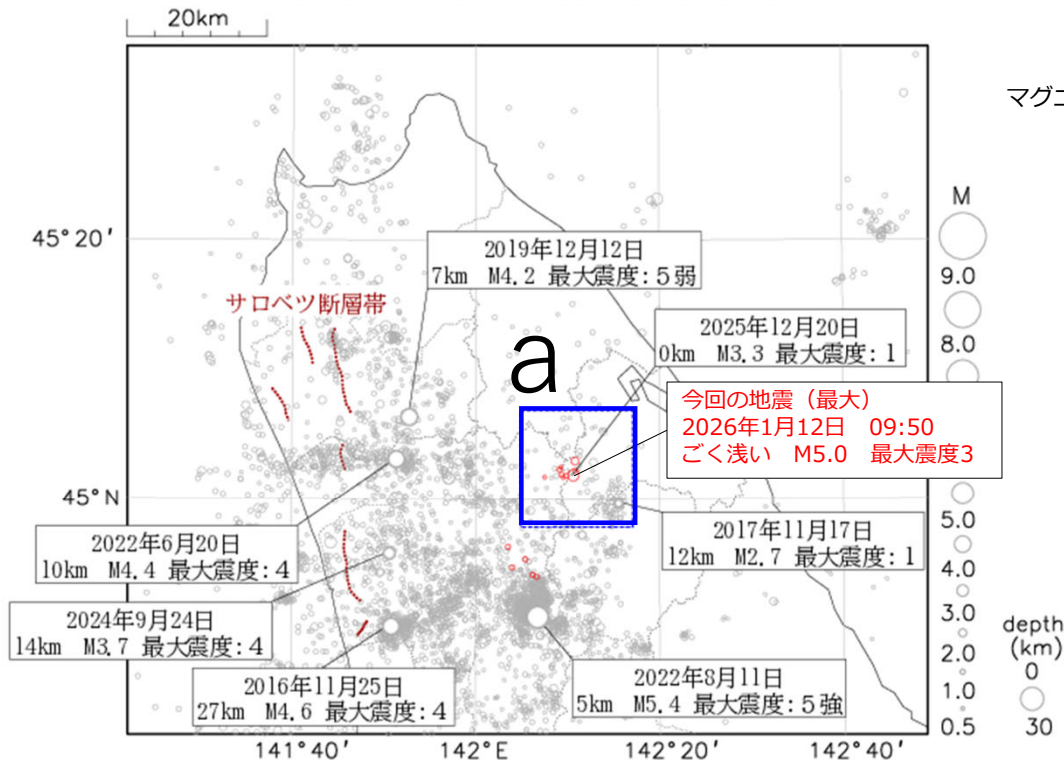 20km
マグニ
45°20′
45°N
サロベツ断層帯
2019年12月12日
7km M4.2 最大震度:5弱
2025年12月20日
0km M3.3 最大震度:1
a
今回の地震（最大）
2026年1月12日 09:50
ごく浅い M5.0 最大震度3
2017年11月17日
12km M2.7 最大震度:1
2022年6月20日
10km M4.4 最大震度:4
2024年9月24日
14km M3.7 最大震度:4
2016年11月25日
27km M4.6 最大震度:4
2022年8月11日
5km M5.4 最大震度:5強
M
9.0
8.0
5.0
4.0
3.0
2.0
1.0
0.5
depth
(km)
0
30
141°40′
142°E
142°20′
142°40′